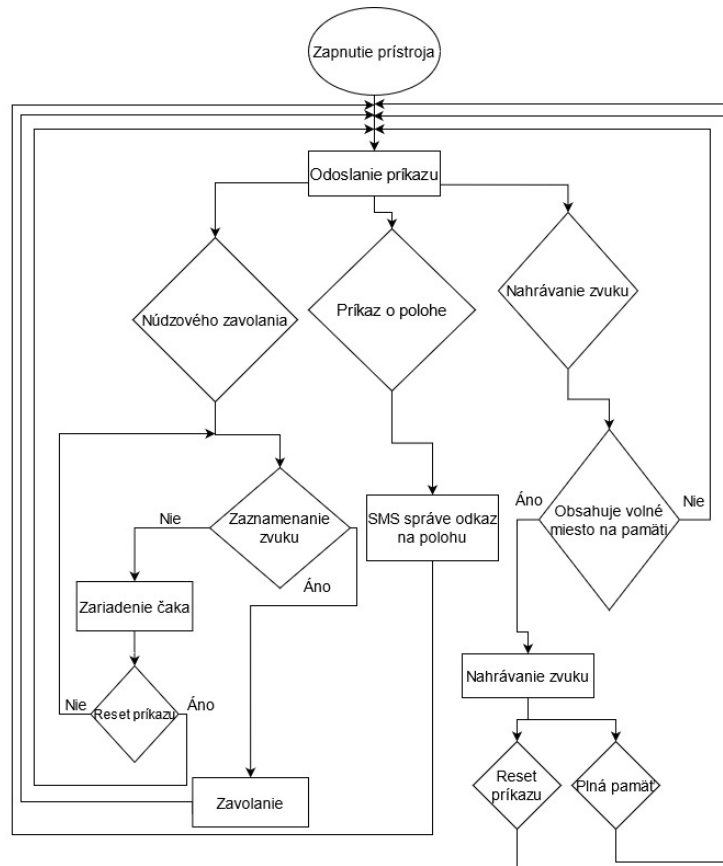 Zapnutie prístroja
Odoslanie príkazu
Núdzového zavolania
Príkaz o polohe
Nahrávanie zvuku
Zaznamenanie
zvuku
Nie
Áno
SMS správe odkaz
na polohu
Obsahuje volné
miesto na pamäti
Áno
Nie
Zariadenie čaka
Reset príkazu
Nie
Áno
Zavolanie
Nahrávanie zvuku
Reset
príkazu
Plná pamäť